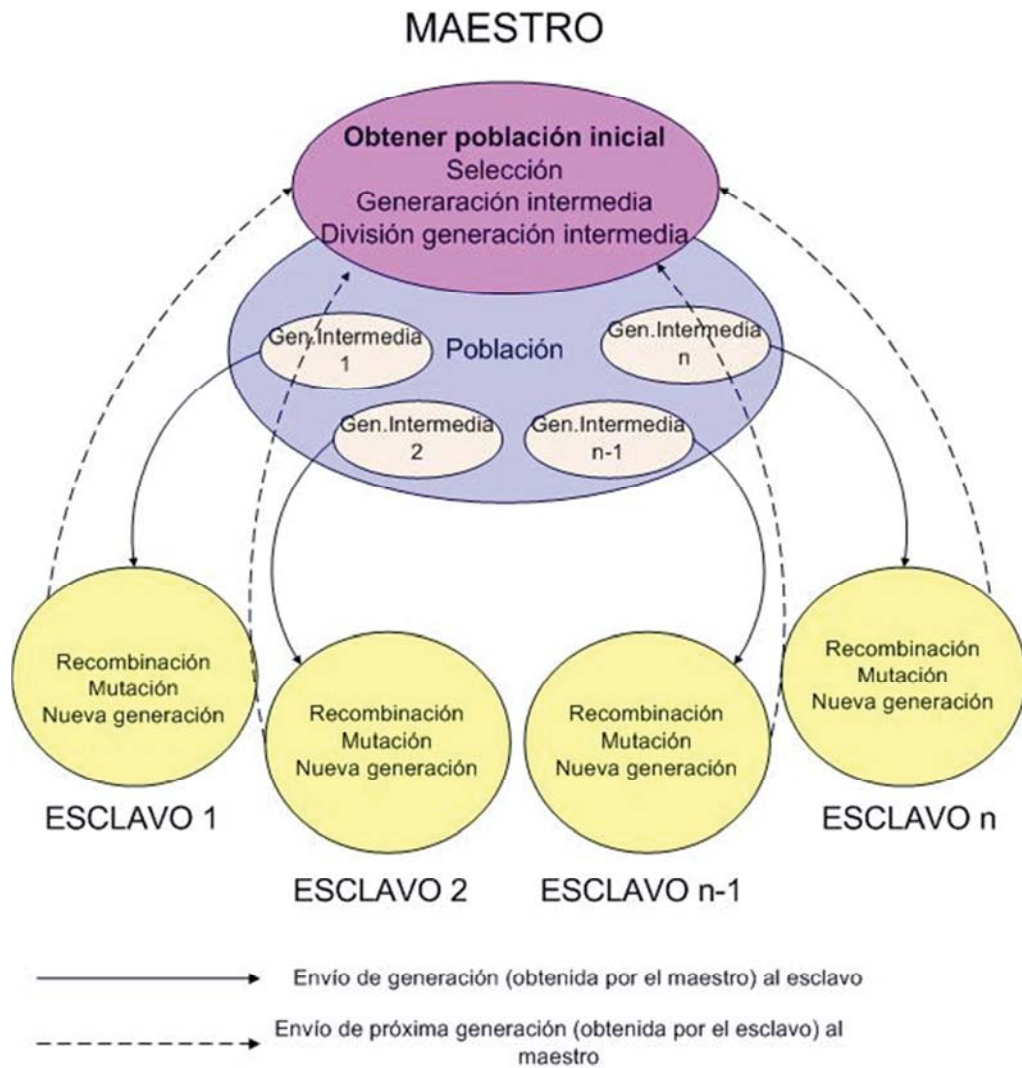 MAESTRO
Obtener población inicial
Selección
Generaración intermedia
División generación intermedia
Gen.Intermedia
1
Población
Gen.Intermedia
n
Gen.Intermedia
2
Gen.Intermedia
n-1
Recombinación
Mutación
Nueva generación
ESCLAVO 1
Recombinación
Mutación
Nueva generación
ESCLAVO 2
Recombinación
Mutación
Nueva generación
ESCLAVO n-1
Recombinación
Mutación
Nueva generación
ESCLAVO n
Envío de generación (obtenida por el maestro) al esclavo
Envío de próxima generación (obtenida por el esclavo) al
maestro